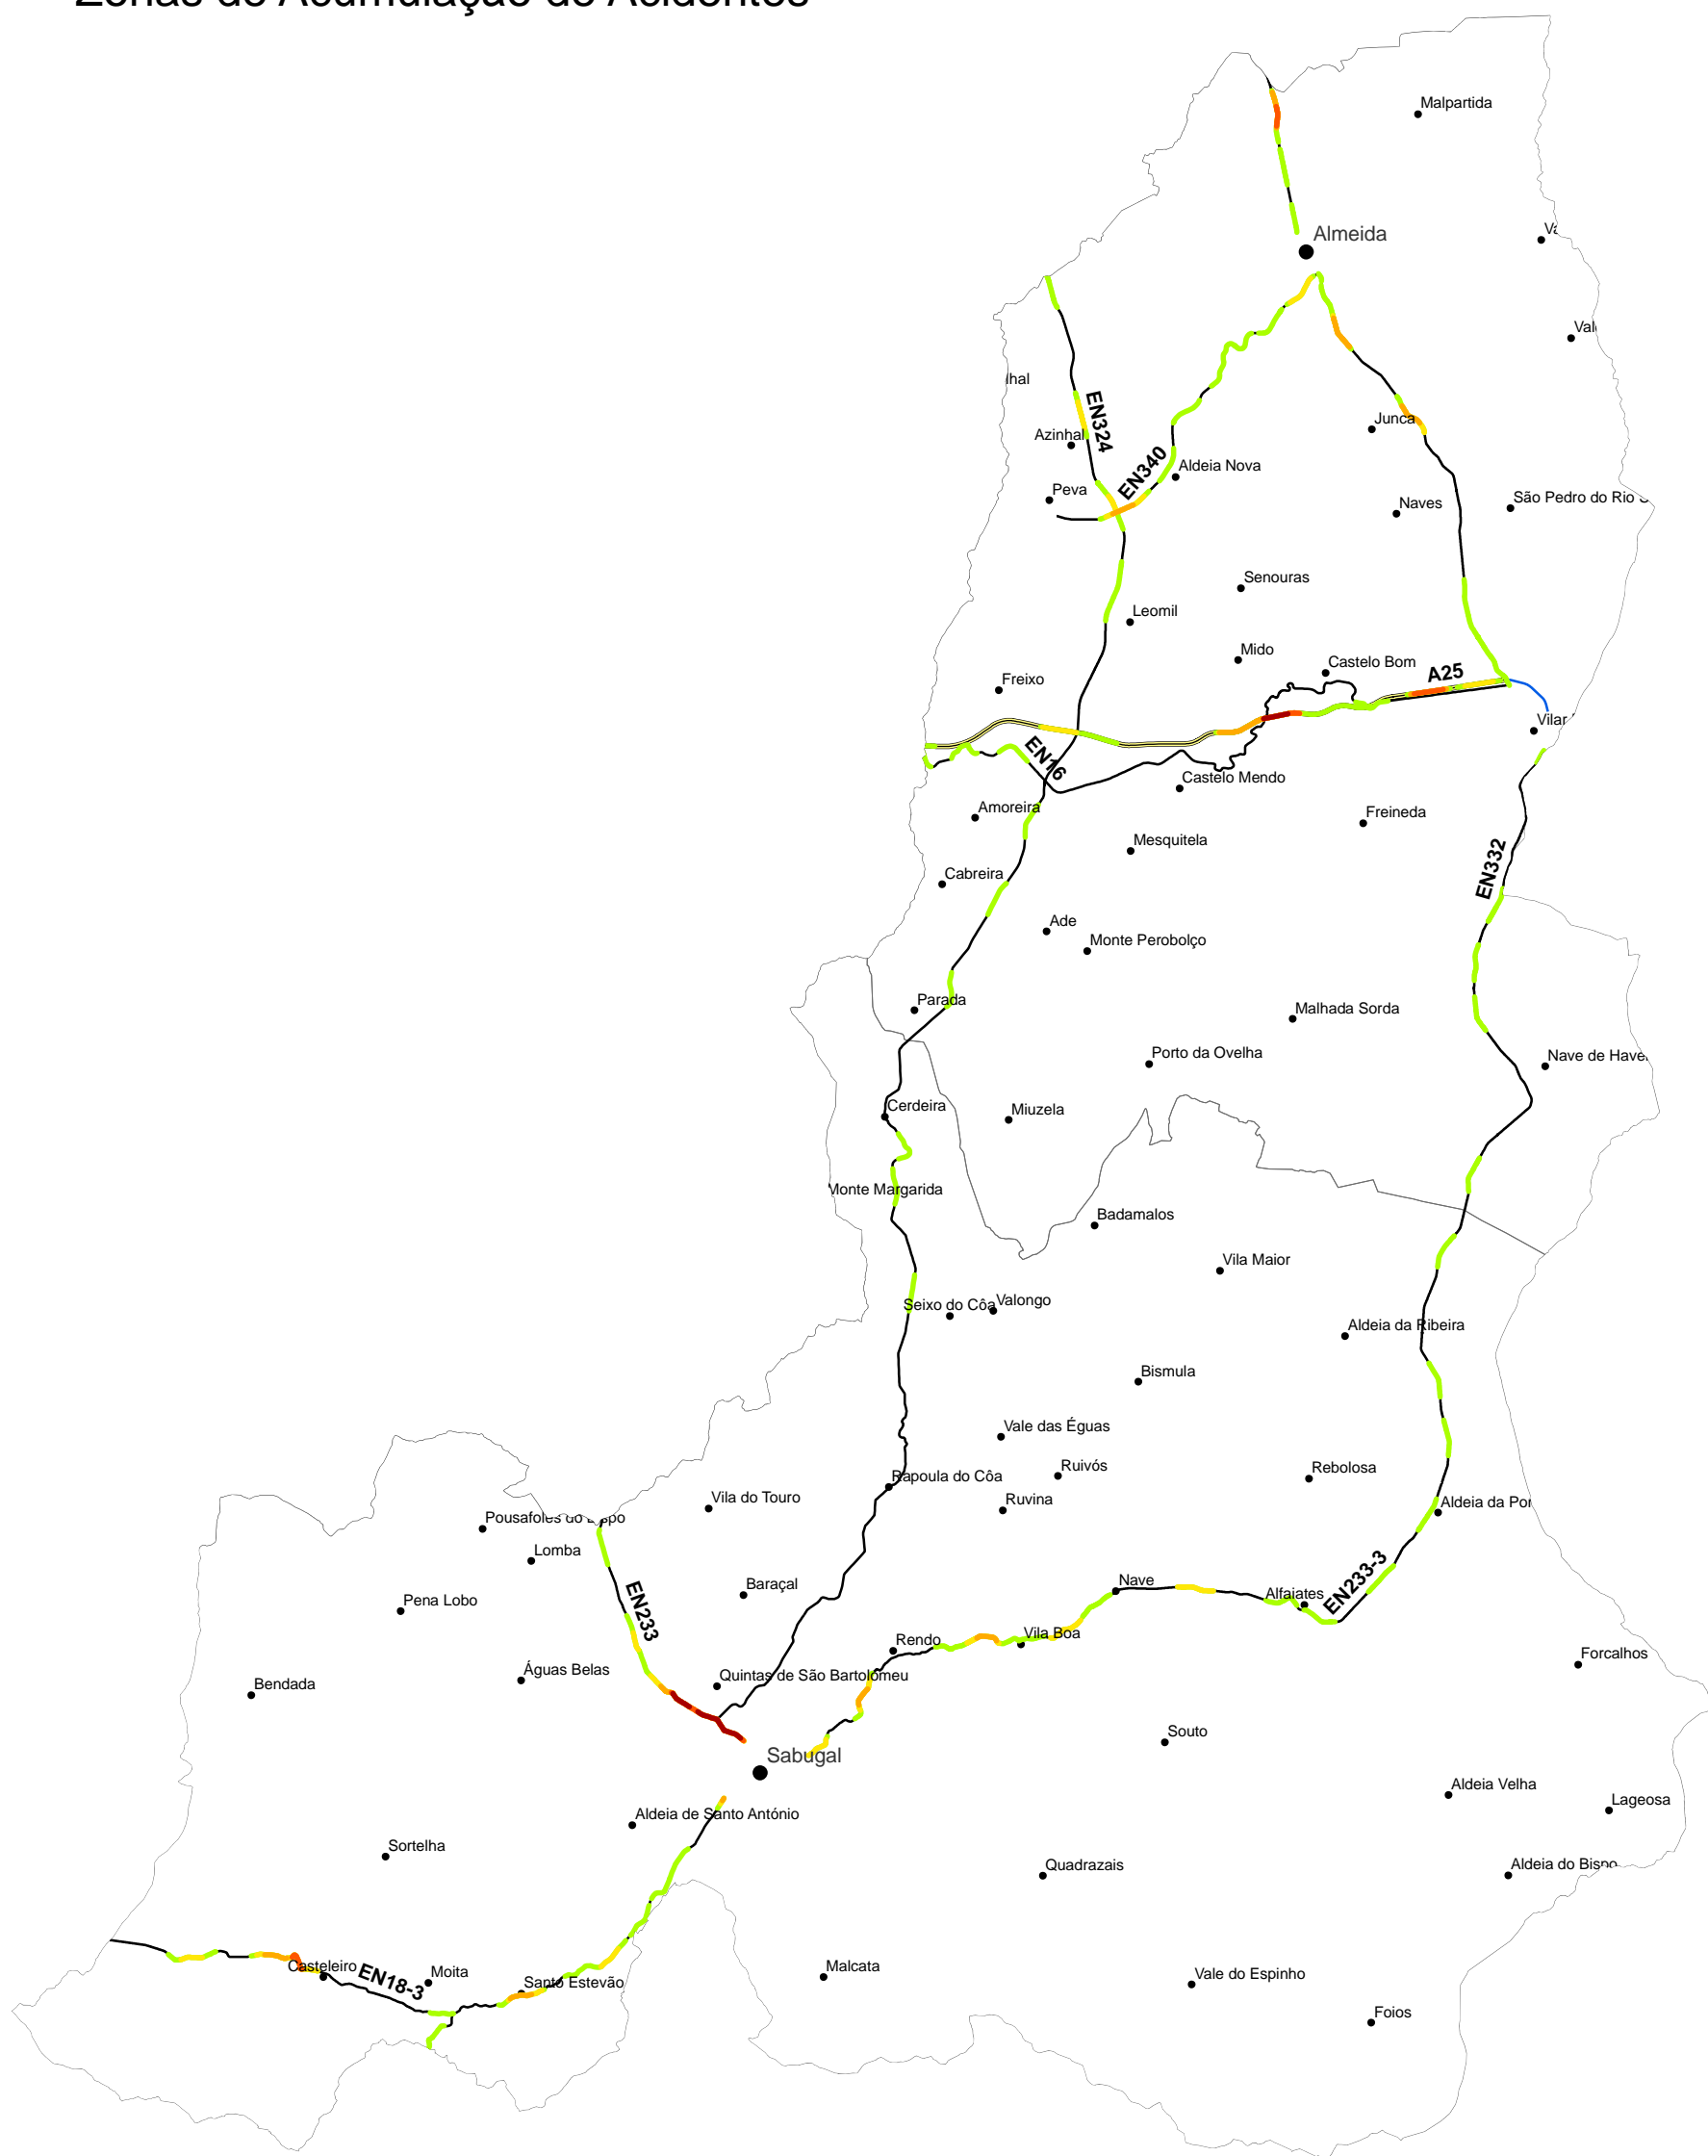 Zonas de Acumulação de Acidentes
Malpartida
Almeida
Val
lhal
EN324
Junca
Azinhal
EN340
Aldeia Nova
Peva
Naves
São Pedro do Rio
Senouras
Leomil
Mido
Castelo Bom
A25
Freixo
Vilar
EN16
Castelo Mendo
Amoreira
Freineda
Mesquitela
EN332
Cabreira
Ade
Monte Perobolço
Parada
Malhada Sorda
Porto da Ovelha
Nave de Haver
Cerdeira
Miuzela
Monte Margarida
Badamalos
Vila Maior
Seixo do Côa
Valongo
Aldeia da Ribeira
Bismula
Vale das Éguas
Rapoula do Côa
Ruivós
Rebolosa
Vila do Touro
Ruvina
Aldeia da Pon
Pousafoles do Bispo
Lomba
Pena Lobo
EN233
Baraçal
Nave
Alfaiates
EN233-3
Rendo
Vila Boa
Forcalhos
Águas Belas
Quintas de São Bartolomeu
Bendada
Souto
Sabugal
Aldeia Velha
Lageosa
Aldeia de Santo António
Sortelha
Quadrazais
Aldeia do Bispo
Casteleiro
EN18-3
Moita
Santo Estevão
Malcata
Vale do Espinho
Foios